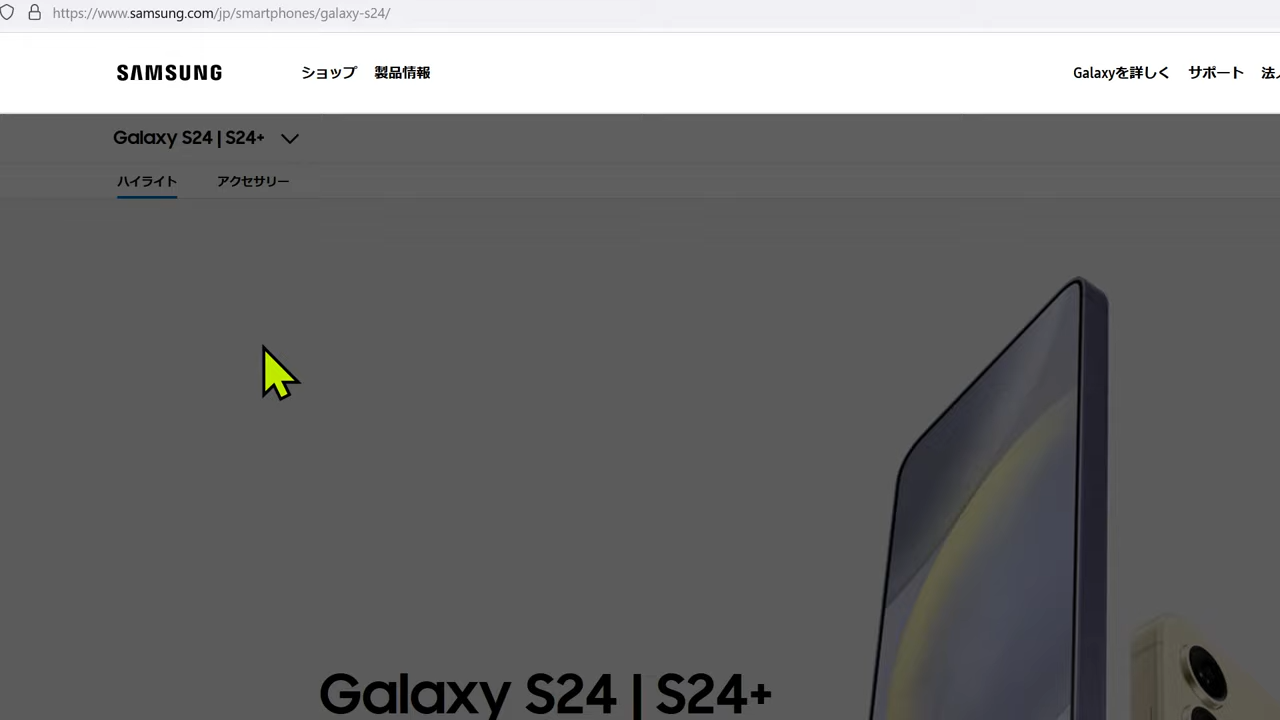 https://www.samsung.com/jp/smartphones/galaxy-s24/
SAMSUNG ショップ 製品情報 Galaxyを詳しく サポート 法
Galaxy S24 | S24+
ハイライト アクセサリー
Galaxy S24 | S24+